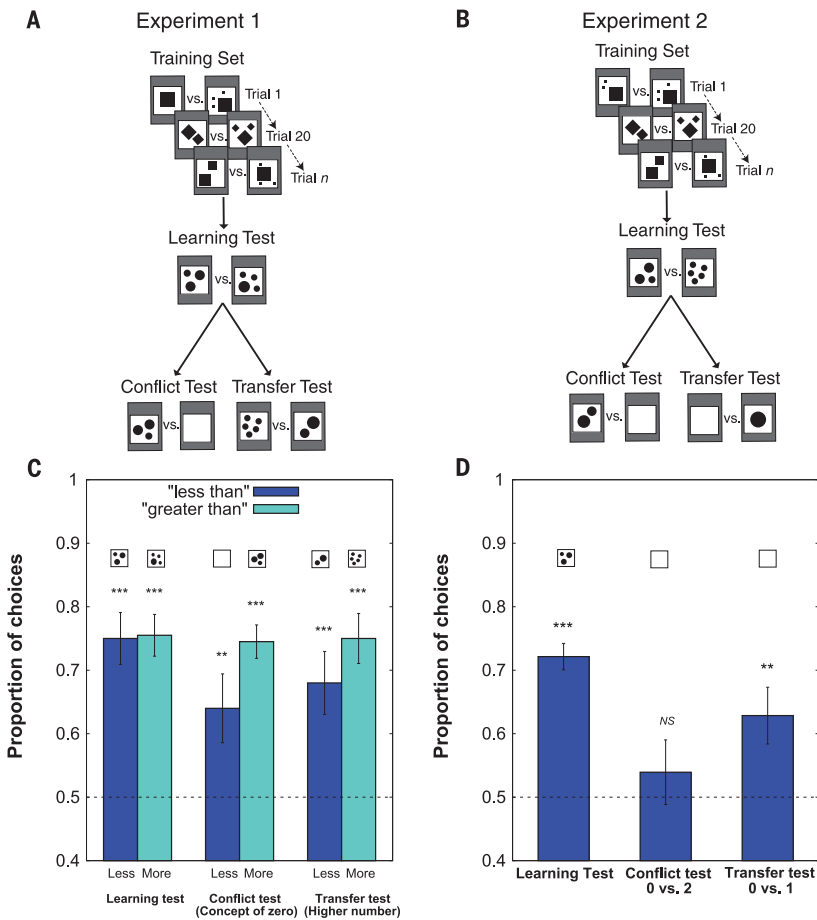 A
Experiment 1
Training Set
vs.
Trial 1
vs.
Trial 20
vs.
Trial n
Learning Test
vs.
Conflict Test
Transfer Test
vs.
vs.
B
Experiment 2
Training Set
vs.
Trial 1
vs.
Trial 20
vs.
Trial n
Learning Test
vs.
Conflict Test
Transfer Test
vs.
vs.
C
Proportion of choices
1
0.9
0.8
0.7
0.6
0.5
0.4
"less than"
"greater than"
*** *** ** *** *** ***
Less More Less More Less More
Learning test
Conflict test
(Concept of zero)
Transfer test
(Higher number)
D
Proportion of choices
1
0.9
0.8
0.7
0.6
0.5
0.4
*** NS **
Learning Test
Conflict test
0 vs. 2
Transfer test
0 vs. 1